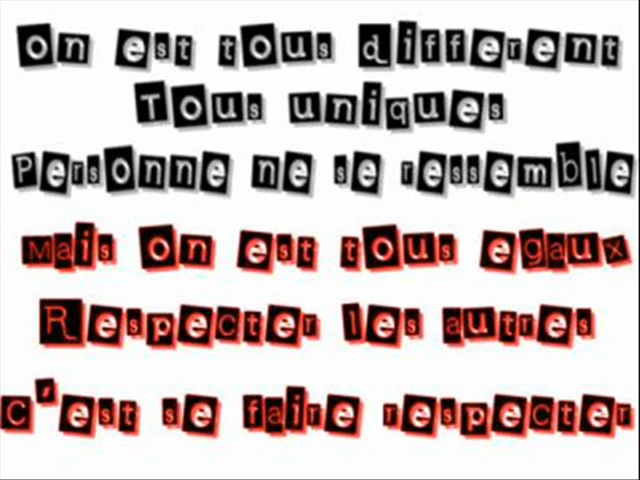 On est tous different
Tous uniques
Personne ne se ressemble
Mais on est tous egaux
Respecter les autres
C'est se faire respecter